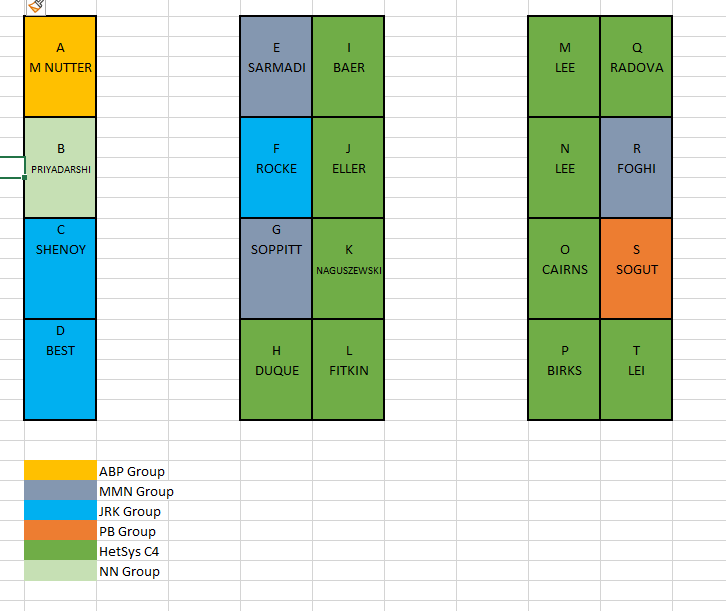 A
M NUTTER
B
PRIYADARSHI
C
SHENOY
D
BEST
E
SARMADI
F
ROCKE
G
SOPPITT
H
DUQUE
I
BAER
J
ELLER
K
NAGUSZEWSKI
L
FITKIN
M
LEE
N
LEE
O
CAIRNS
P
BIRKS
Q
RADOVA
R
FOGHI
S
SOGUT
T
LEI
ABP Group
MMN Group
JRK Group
PB Group
HetSys C4
NN Group